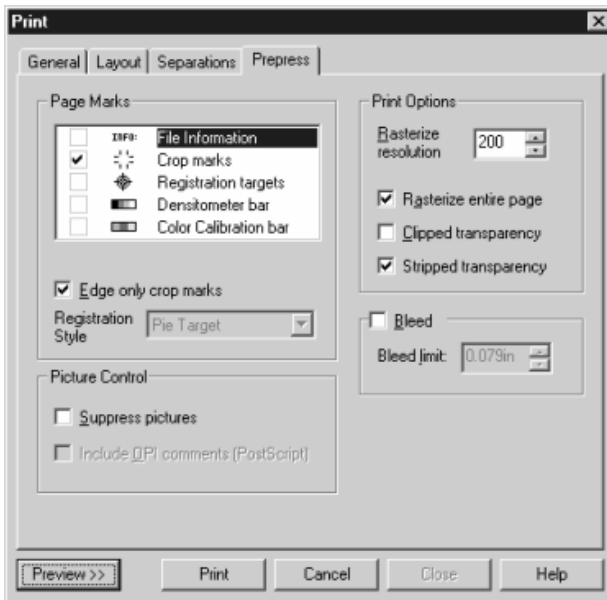 Print
General Layout Separations Prepress
Page Marks
INFO: File Information
Crop marks
Registration targets
Densitometer bar
Color Calibration bar
Edge only crop marks
Registration
Style
Pie Target
Picture Control
Suppress pictures
Include OPI comments (PostScript)
Print Options
Rasterize
resolution
200
Rasterize entire page
Clipped transparency
Stripped transparency
Bleed
Bleed limit: 0.079in
Preview >> Print Cancel Close Help